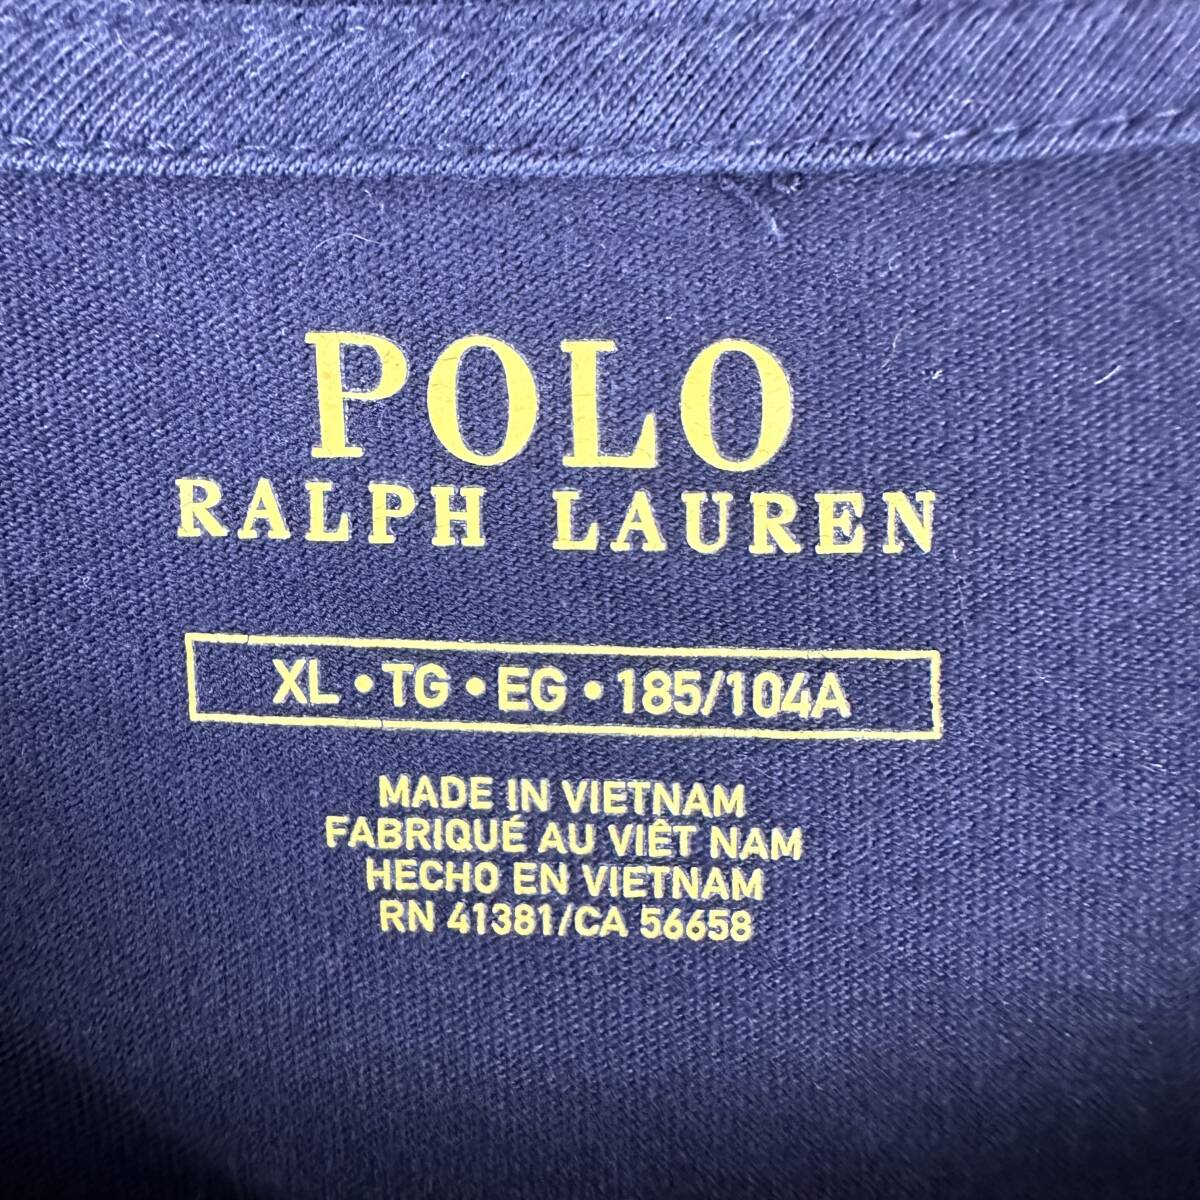 POLO
RALPH LAUREN
XL • TG • EG • 185/104A
MADE IN VIETNAM
FABRIQUÉ AU VIÊT NAM
HECHO EN VIETNAM
RN 41381/CA 56658